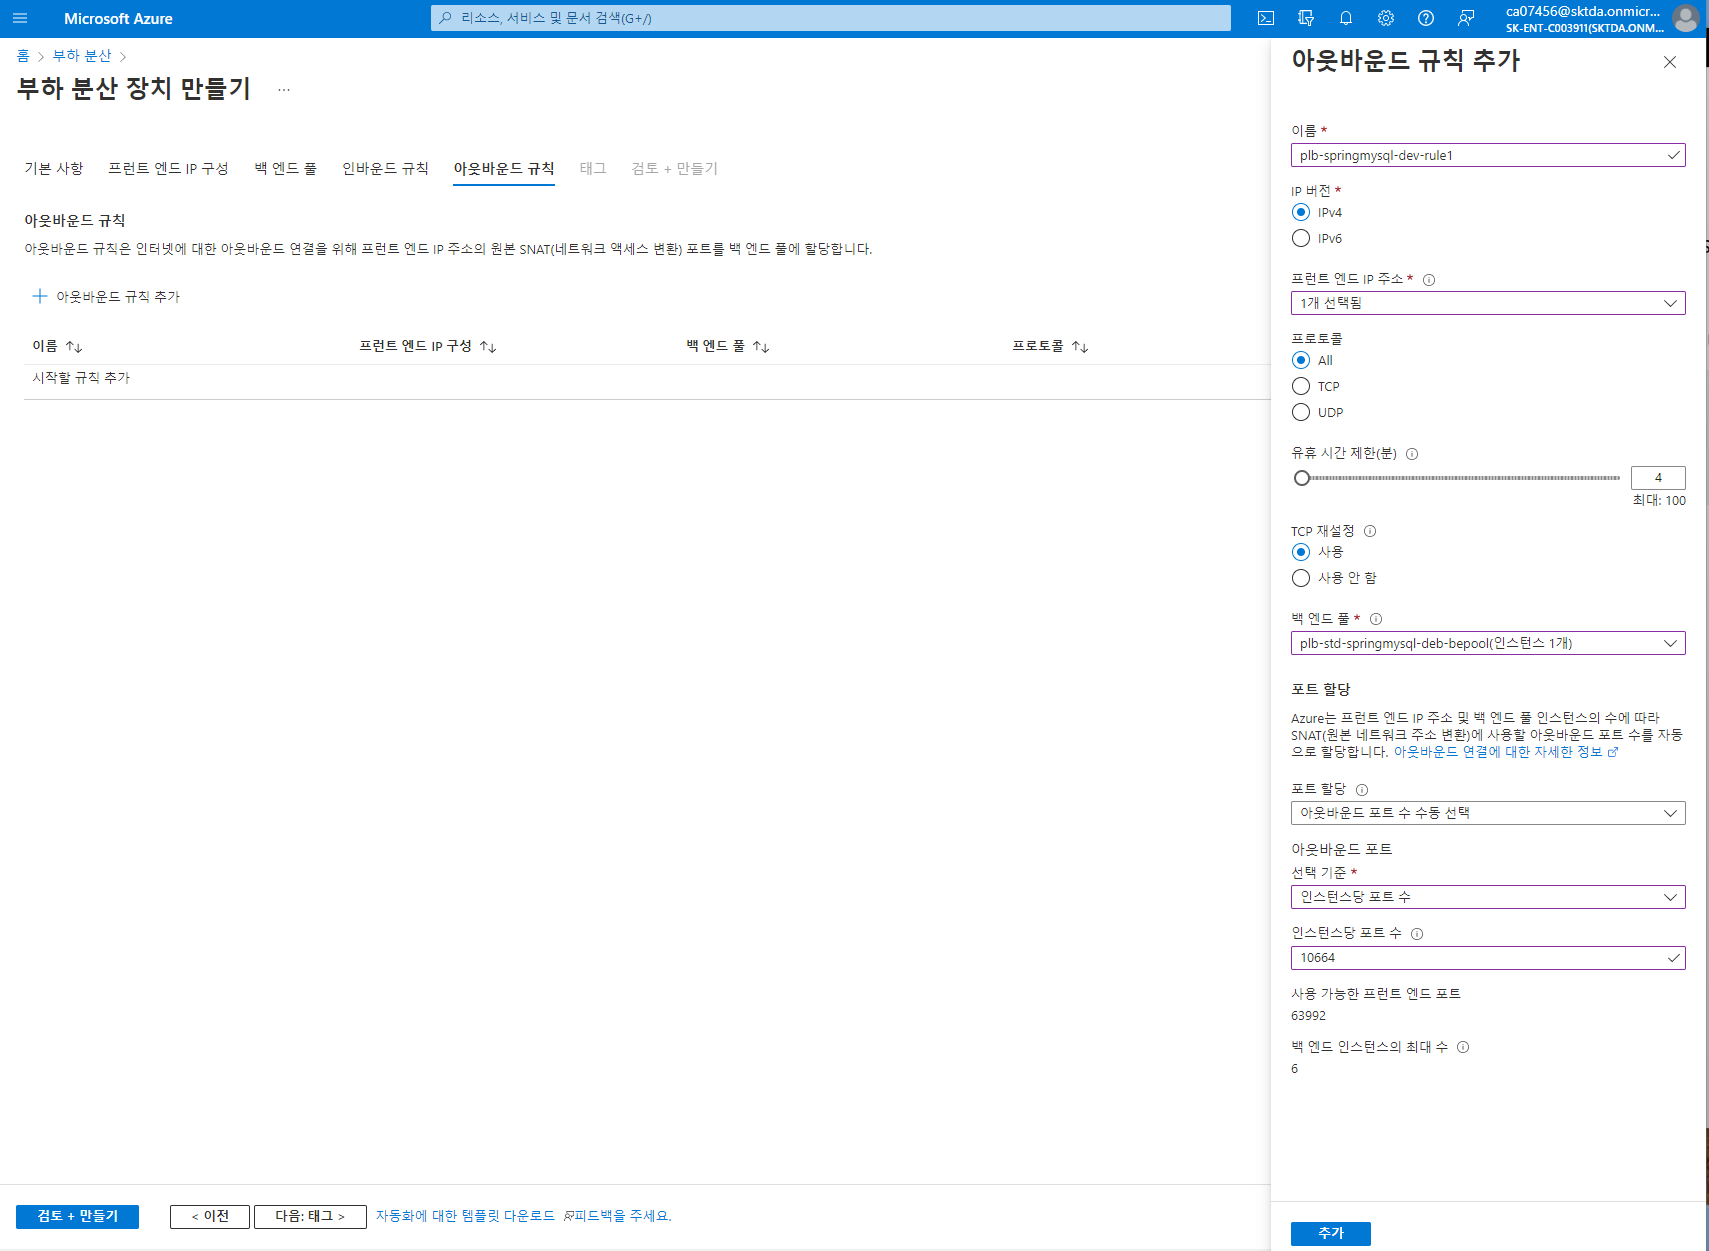 Microsoft Azure
리소스, 서비스 및 문서 검색(G+/)
ca07456@sktda.onmicr...
SK-ENT-C003911(SKTDA.ONM...
홈 > 부하 분산 >
부하 분산 장치 만들기 ...
기본 사항 프런트 엔드 IP 구성 백 엔드 풀 인바운드 규칙 아웃바운드 규칙 태그 검토 + 만들기
아웃바운드 규칙
아웃바운드 규칙은 인터넷에 대한 아웃바운드 연결을 위해 프런트 엔드 IP 주소의 원본 SNAT(네트워크 액세스 변환) 포트를 백 엔드 풀에 할당합니다.
+ 아웃바운드 규칙 추가
이름 ↑↓ 프런트 엔드 IP 구성 ↑↓ 백 엔드 풀 ↑↓ 프로토콜 ↑↓
시작할 규칙 추가
검토 + 만들기 < 이전 다음: 태그 > 자동화에 대한 템플릿 다운로드 피드백을 주세요.
아웃바운드 규칙 추가
이름 *
plb-springmysql-dev-rule1
IP 버전 *
IPv4
IPv6
프런트 엔드 IP 주소 *
1개 선택됨
프로토콜
All
TCP
UDP
유휴 시간 제한(분)
4
최대: 100
TCP 재설정
사용
사용 안 함
백 엔드 풀 *
plb-std-springmysql-deb-bepool(인스턴스 1개)
포트 할당
Azure는 프런트 엔드 IP 주소 및 백 엔드 풀 인스턴스의 수에 따라
SNAT(원본 네트워크 주소 변환)에 사용할 아웃바운드 포트 수를 자동
으로 할당합니다. 아웃바운드 연결에 대한 자세한 정보
포트 할당
아웃바운드 포트 수 수동 선택
아웃바운드 포트
선택 기준 *
인스턴스당 포트 수
인스턴스당 포트 수
10664
사용 가능한 프런트 엔드 포트
63992
백 엔드 인스턴스의 최대 수
6
추가